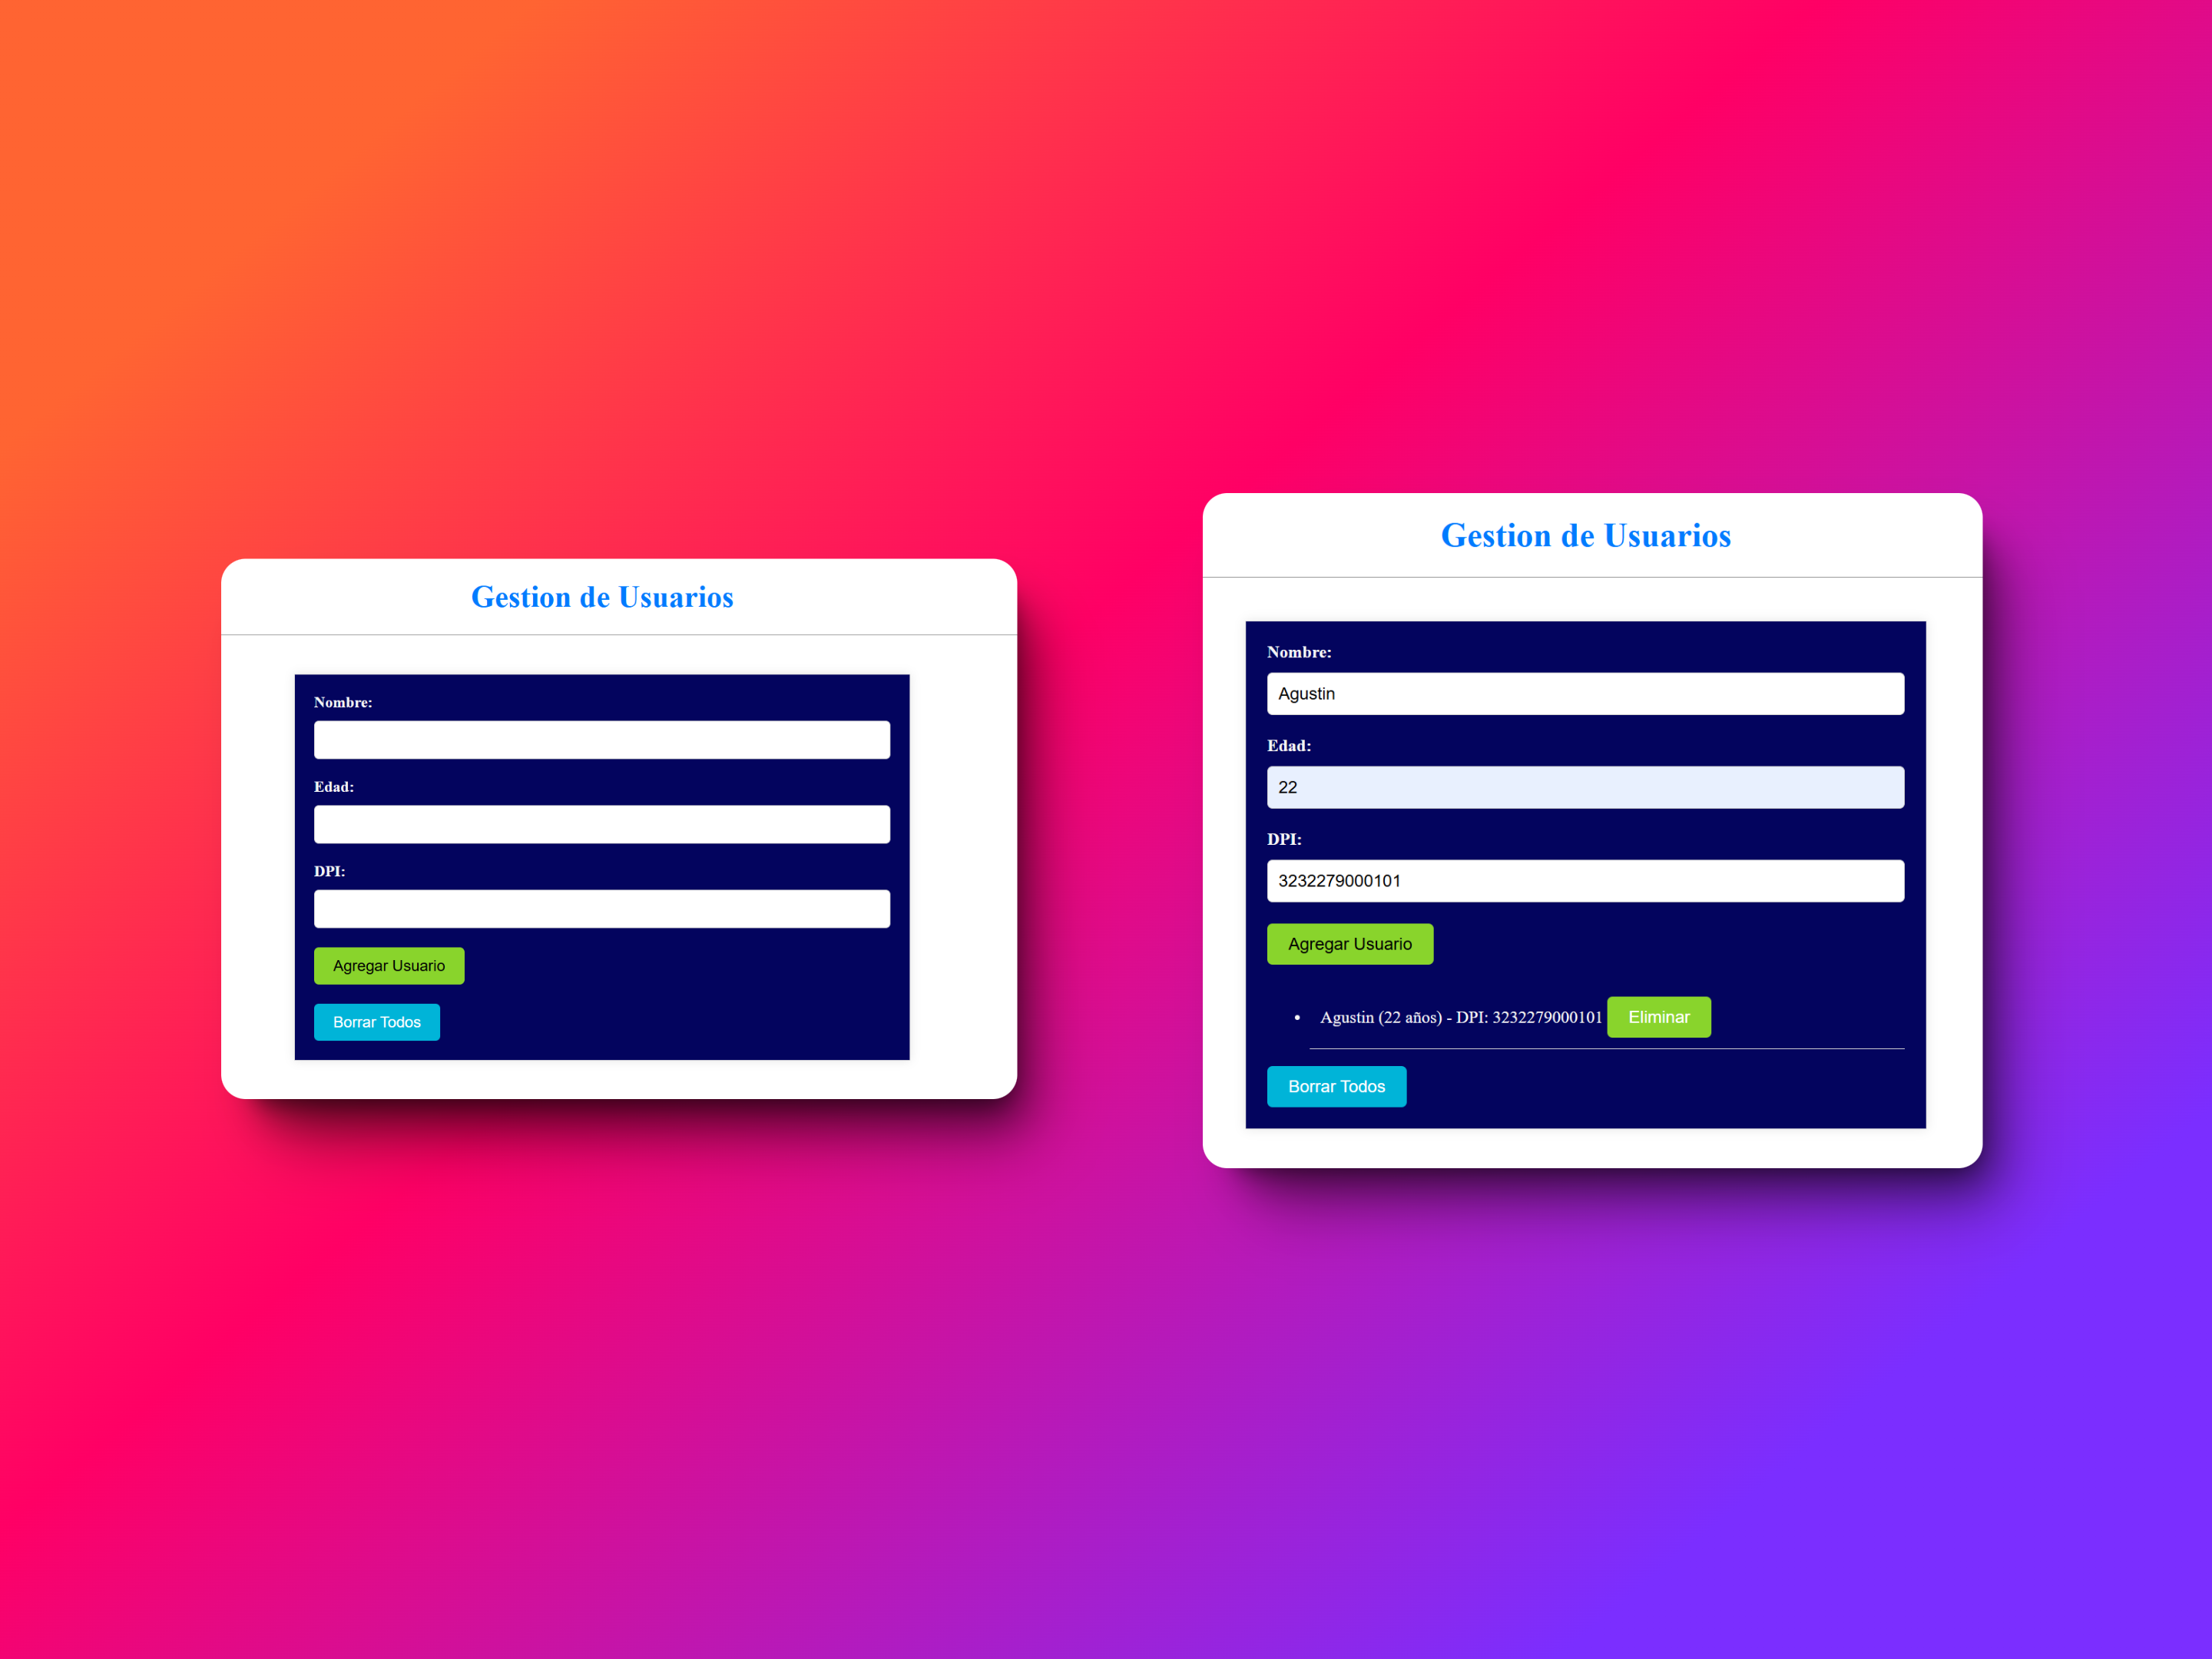 Gestion de Usuarios
Nombre:
Edad:
DPI:
Agregar Usuario
Borrar Todos
Gestion de Usuarios
Nombre:
Agustin
Edad:
22
DPI:
3232279000101
Agregar Usuario
Agustin (22 años) - DPI: 3232279000101 Eliminar
Borrar Todos